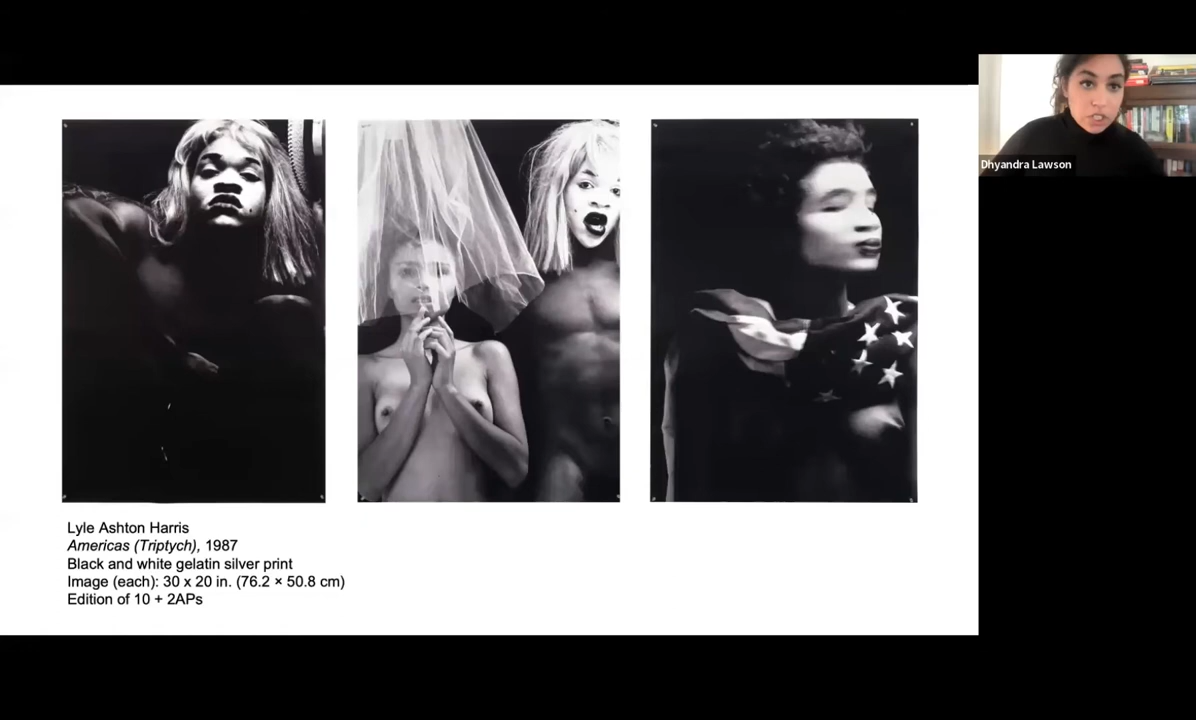 Lyle Ashton Harris
Americas (Triptych), 1987
Black and white gelatin silver print
Image (each): 30 x 20 in. (76.2 × 50.8 cm)
Edition of 10 + 2APs
Dhyandra Lawson